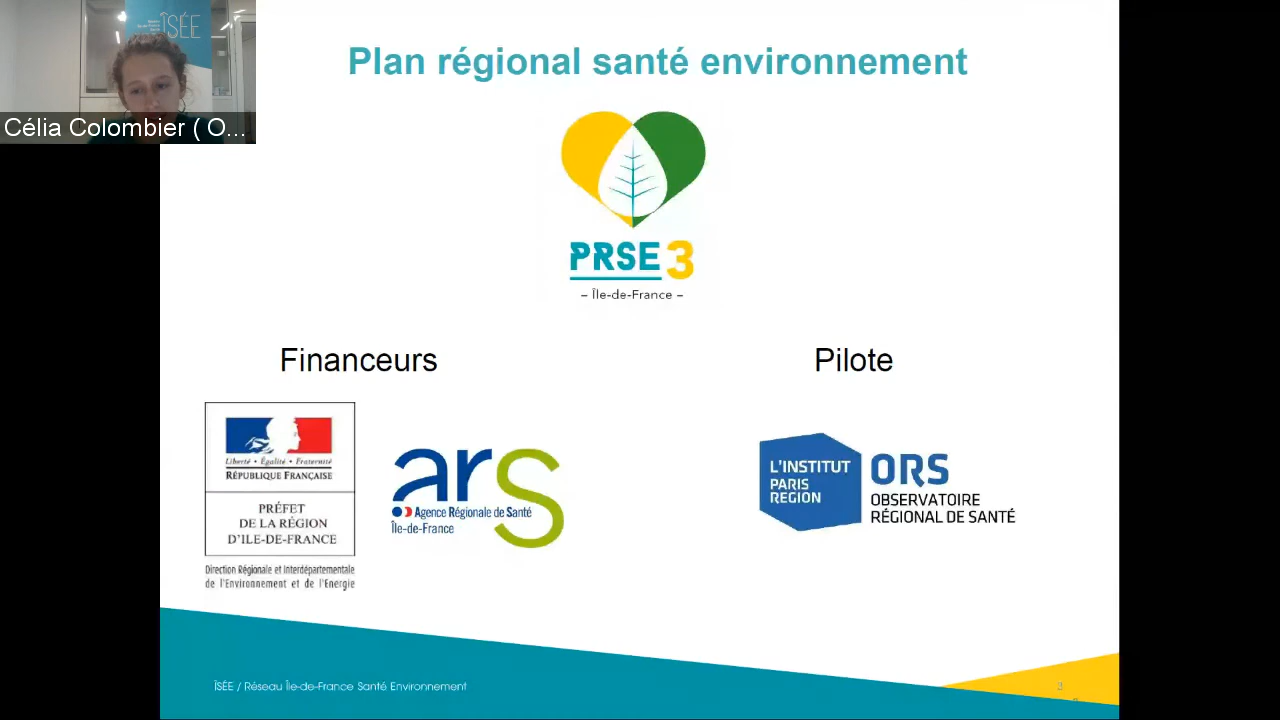 ÎSÉE
Célia Colombier ( O...
Plan régional santé environnement
PRSE 3
– Île-de-France –
Financeurs
Pilote
Liberté • Égalité • Fraternité
RÉPUBLIQUE FRANÇAISE
PRÉFET
DE LA RÉGION
D'ILE-DE-FRANCE
Direction Régionale et Interdépartementale
de l'Environnement et de l'Energie
ars
Agence Régionale de Santé
Île-de-France
L'INSTITUT
PARIS
REGION
ORS
OBSERVATOIRE
RÉGIONAL DE SANTÉ
ÎSÉE / Réseau Île-de-France Santé Environnement